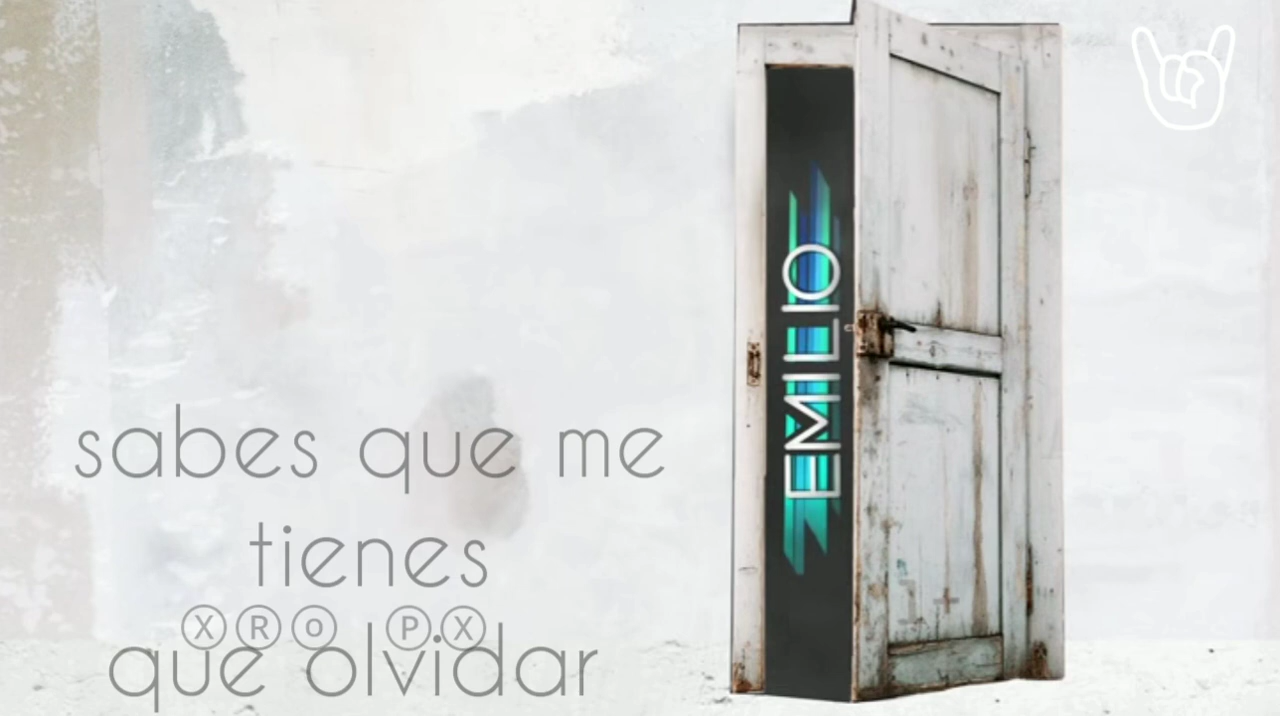 sabes que me
tienes
ⓍⓇⓄ ⓅⓍ
que olvidar
EMILIO